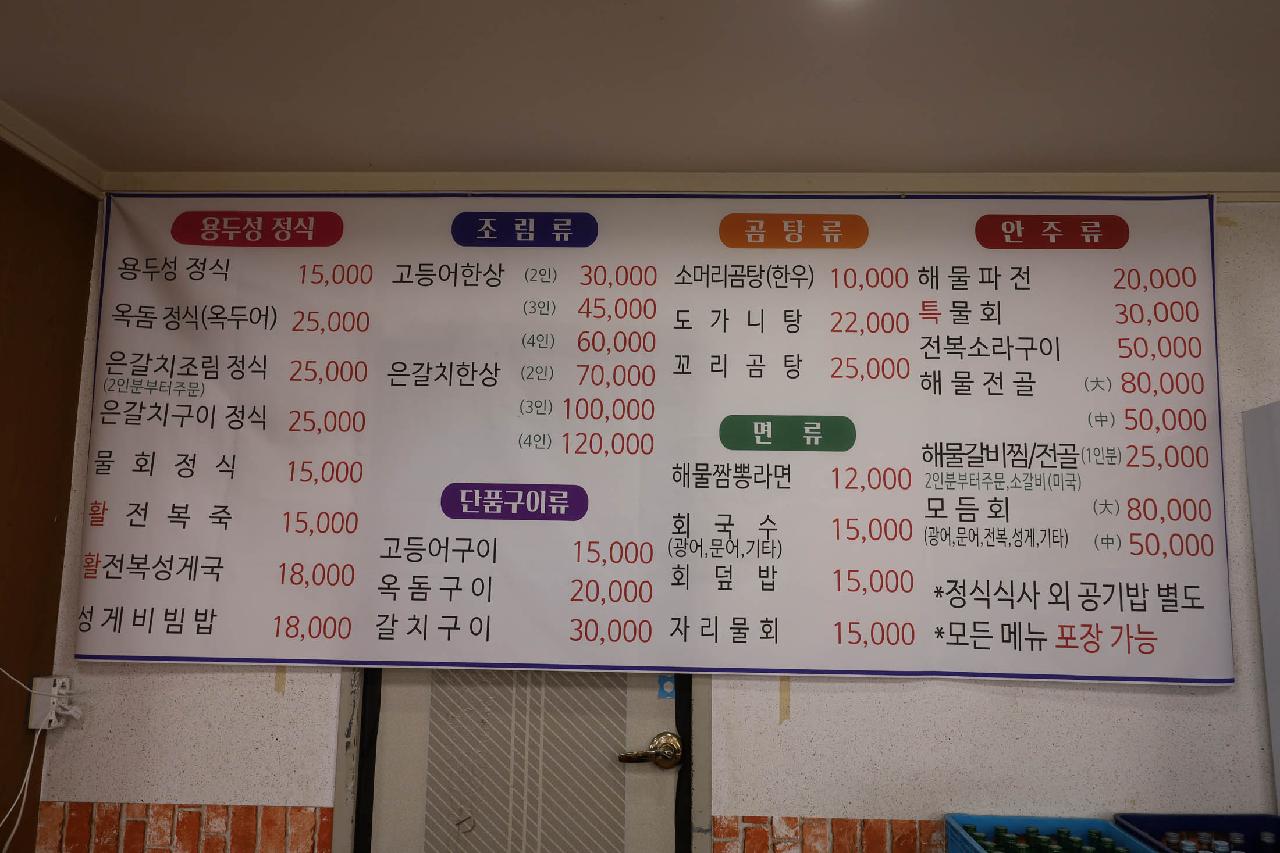 용두성 정식
용두성 정식 15,000
옥돔 정식(옥두어) 25,000
은갈치조림 정식 25,000
(2인분부터주문)
은갈치구이 정식 25,000
물 회 정 식 15,000
활 전 복 죽 15,000
활전복성게국 18,000
성게비빔밥 18,000
조 림 류
고등어한상 (2인) 30,000
(3인) 45,000
(4인) 60,000
은갈치한상 (2인) 70,000
(3인) 100,000
(4인) 120,000
단품구이류
고등어구이 15,000
옥돔구이 20,000
갈치구이 30,000
곰 탕 류
소머리곰탕(한우) 10,000
도 가 니 탕 22,000
꼬 리 곰 탕 25,000
면 류
해물짬뽕라면 12,000
회 국 수 15,000
(광어,문어,기타)
회 덮 밥 15,000
자리물회 15,000
안 주 류
해물파전 20,000
특 물 회 30,000
전복소라구이 50,000
해물전골 (大) 80,000
(中) 50,000
해물갈비찜/전골(1인분) 25,000
2인분부터주문,소갈비(미국)
모 듬 회 (大) 80,000
(광어,문어,전복,성게,기타) (中) 50,000
*정식식사 외 공기밥 별도
*모든 메뉴 포장 가능